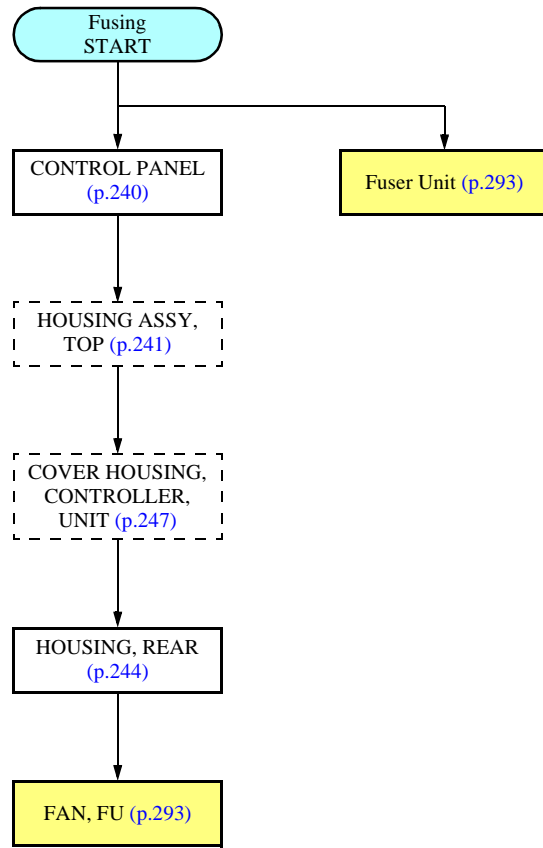 Fusing
START
CONTROL PANEL
(p.240)
Fuser Unit (p.293)
HOUSING ASSY,
TOP (p.241)
COVER HOUSING,
CONTROLLER,
UNIT (p.247)
HOUSING, REAR
(p.244)
FAN, FU (p.293)